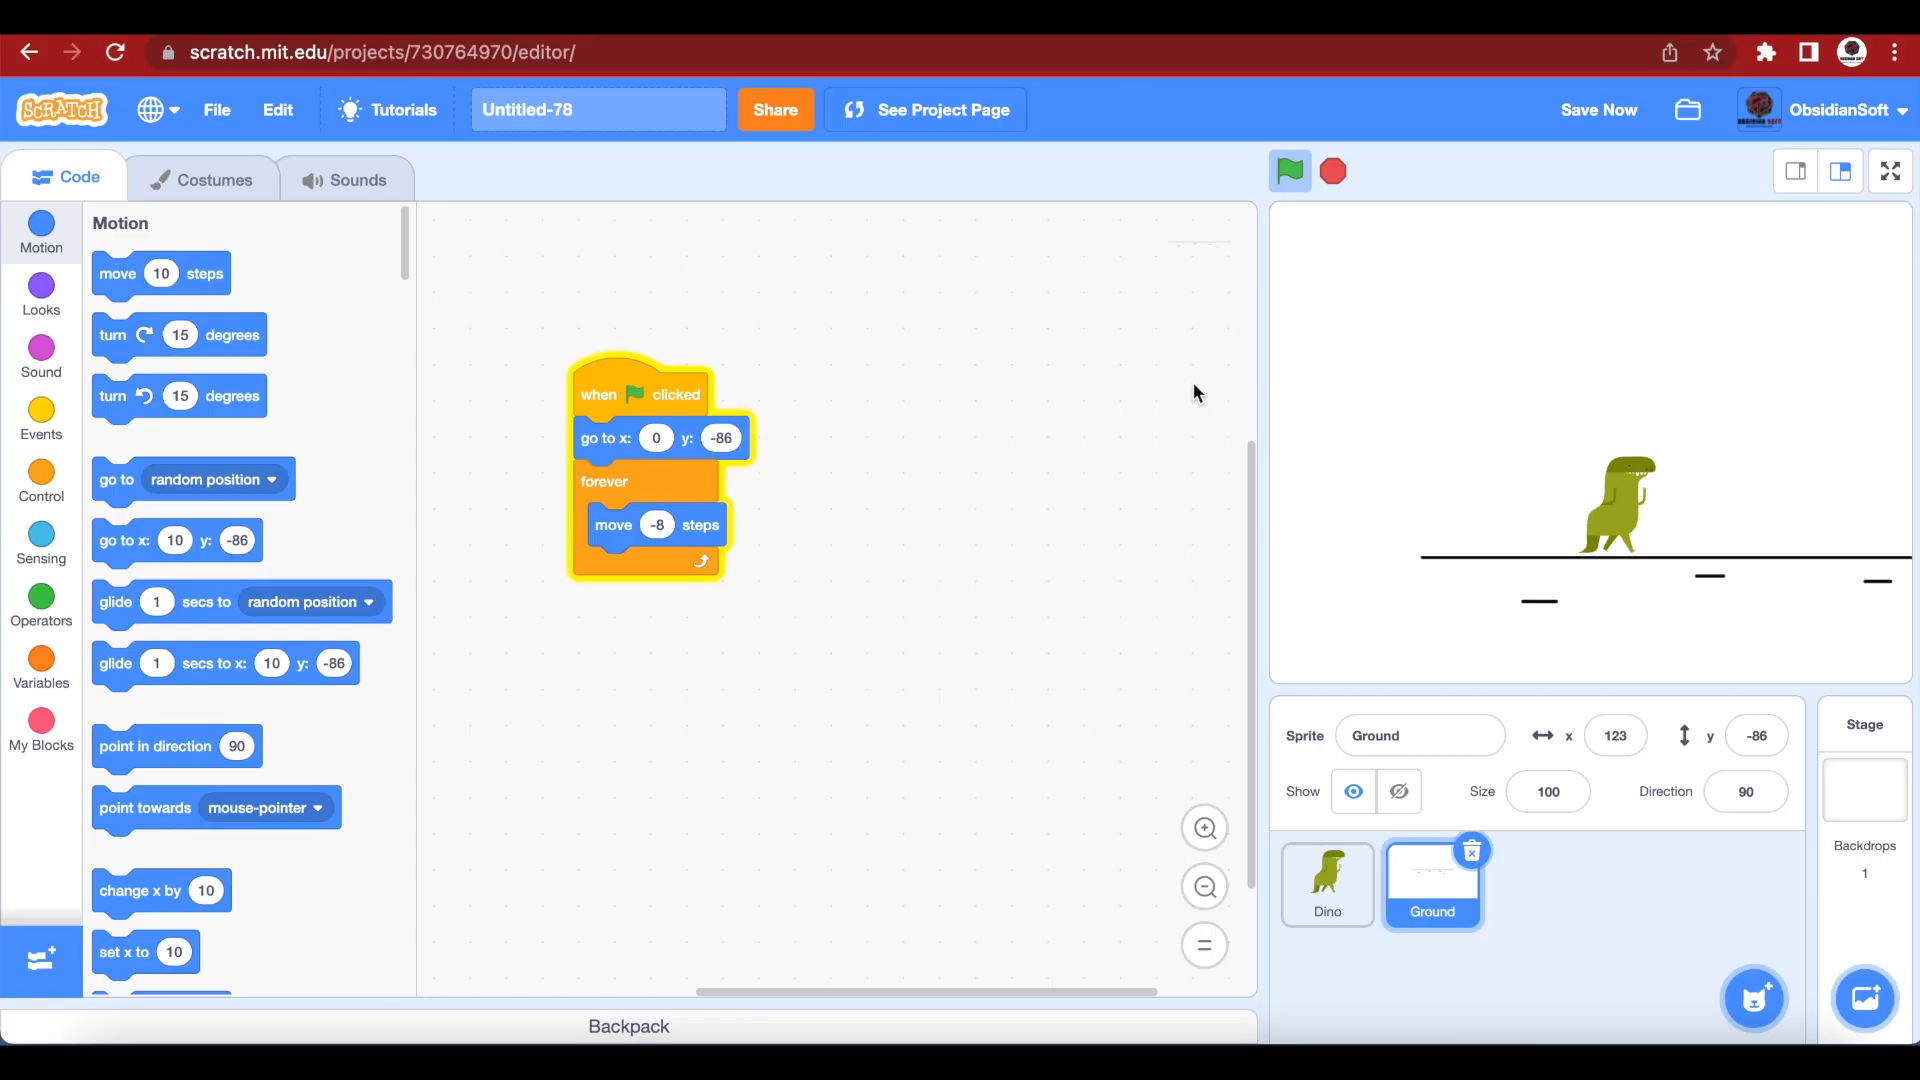 scratch.mit.edu/projects/730764970/editor/
SCRATCH File Edit Tutorials Untitled-78 Share See Project Page Save Now ObsidianSoft
Code Costumes Sounds
Motion
Looks
Sound
Events
Control
Sensing
Operators
Variables
My Blocks
Motion
move 10 steps
turn 15 degrees
turn 15 degrees
go to random position
go to x: 10 y: -86
glide 1 secs to random position
glide 1 secs to x: 10 y: -86
point in direction 90
point towards mouse-pointer
change x by 10
set x to 10
when clicked
go to x: 0 y: -86
forever
move -8 steps
Sprite Ground x 123 y -86
Show Size 100 Direction 90
Dino
Ground
Stage
Backdrops
1
Backpack